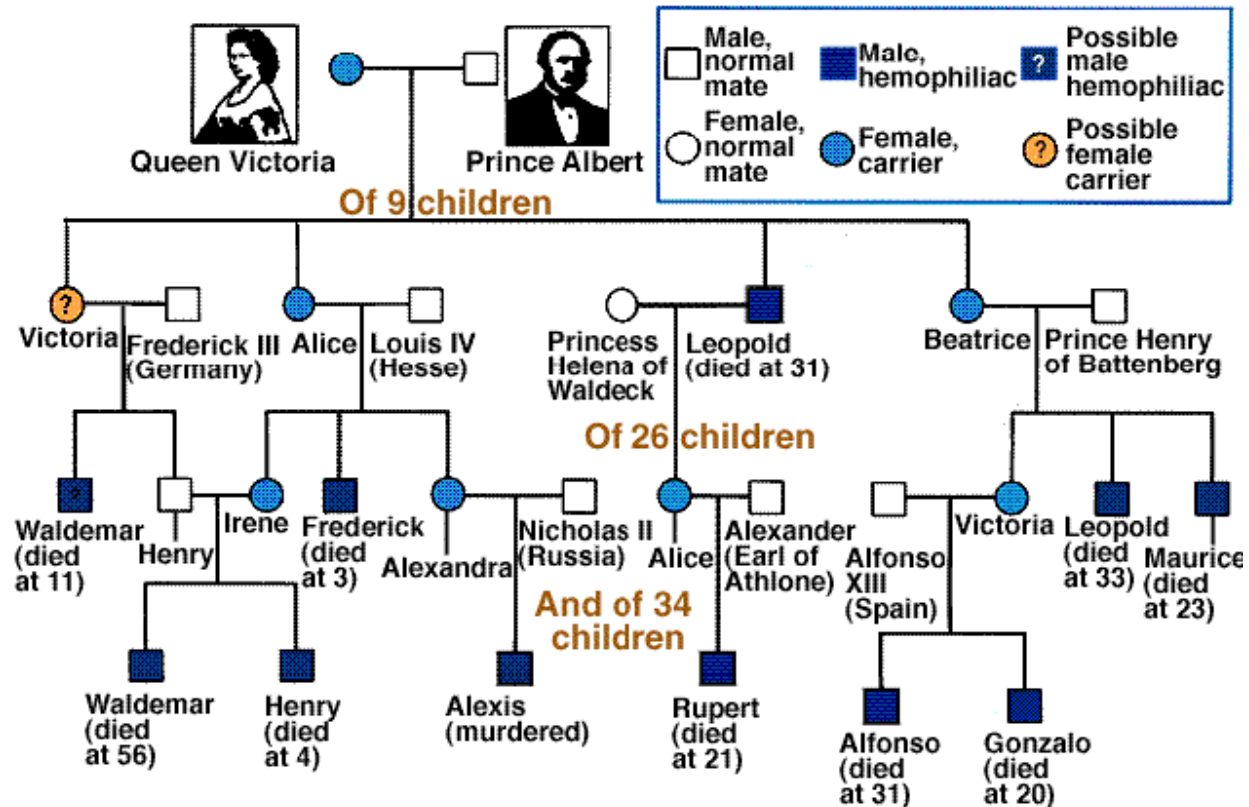 Queen Victoria
Prince Albert
Male,
normal
mate
Male,
hemophiliac
?
Possible
male
hemophiliac
Female,
normal
mate
Female,
carrier
?
Possible
female
carrier
Of 9 children
?
Victoria
Frederick III
(Germany)
Alice
Louis IV
(Hesse)
Princess
Helena of
Waldeck
Leopold
(died at 31)
Beatrice
Prince Henry
of Battenberg
Of 26 children
?
Waldemar
(died
at 11)
Henry
Irene
Frederick
(died
at 3)
Alexandra
Nicholas II
(Russia)
Alice
Alexander
(Earl of
Athlone)
Alfonso
XIII
(Spain)
Victoria
Leopold
(died
at 33)
Maurice
(died
at 23)
And of 34
children
Waldemar
(died
at 56)
Henry
(died
at 4)
Alexis
(murdered)
Rupert
(died
at 21)
Alfonso
(died
at 31)
Gonzalo
(died
at 20)